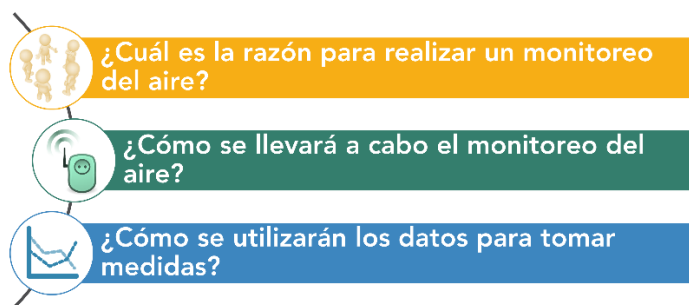 ¿Cuál es la razón para realizar un monitoreo
del aire?
¿Cómo se llevará a cabo el monitoreo del
aire?
¿Cómo se utilizarán los datos para tomar
medidas?